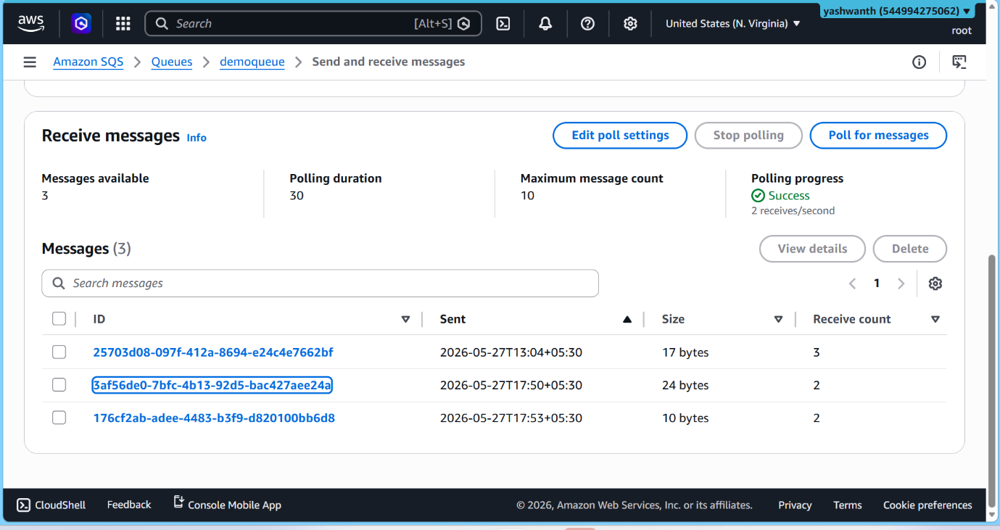 aws
Search [Alt+S]
United States (N. Virginia)
yashwanth (544994275062)
root
Amazon SQS > Queues > demoqueue > Send and receive messages
Receive messages Info
Edit poll settings
Stop polling
Poll for messages
Messages available
3
Polling duration
30
Maximum message count
10
Polling progress
Success
2 receives/second
Messages (3)
View details
Delete
Search messages
1
ID Sent Size Receive count
25703d08-097f-412a-8694-e24c4e7662bf 2026-05-27T13:04+05:30 17 bytes 3
3af56de0-7bfc-4b13-92d5-bac427aee24a 2026-05-27T17:50+05:30 24 bytes 2
176cf2ab-adee-4483-b3f9-d820100bb6d8 2026-05-27T17:53+05:30 10 bytes 2
CloudShell Feedback Console Mobile App © 2026, Amazon Web Services, Inc. or its affiliates. Privacy Terms Cookie preferences